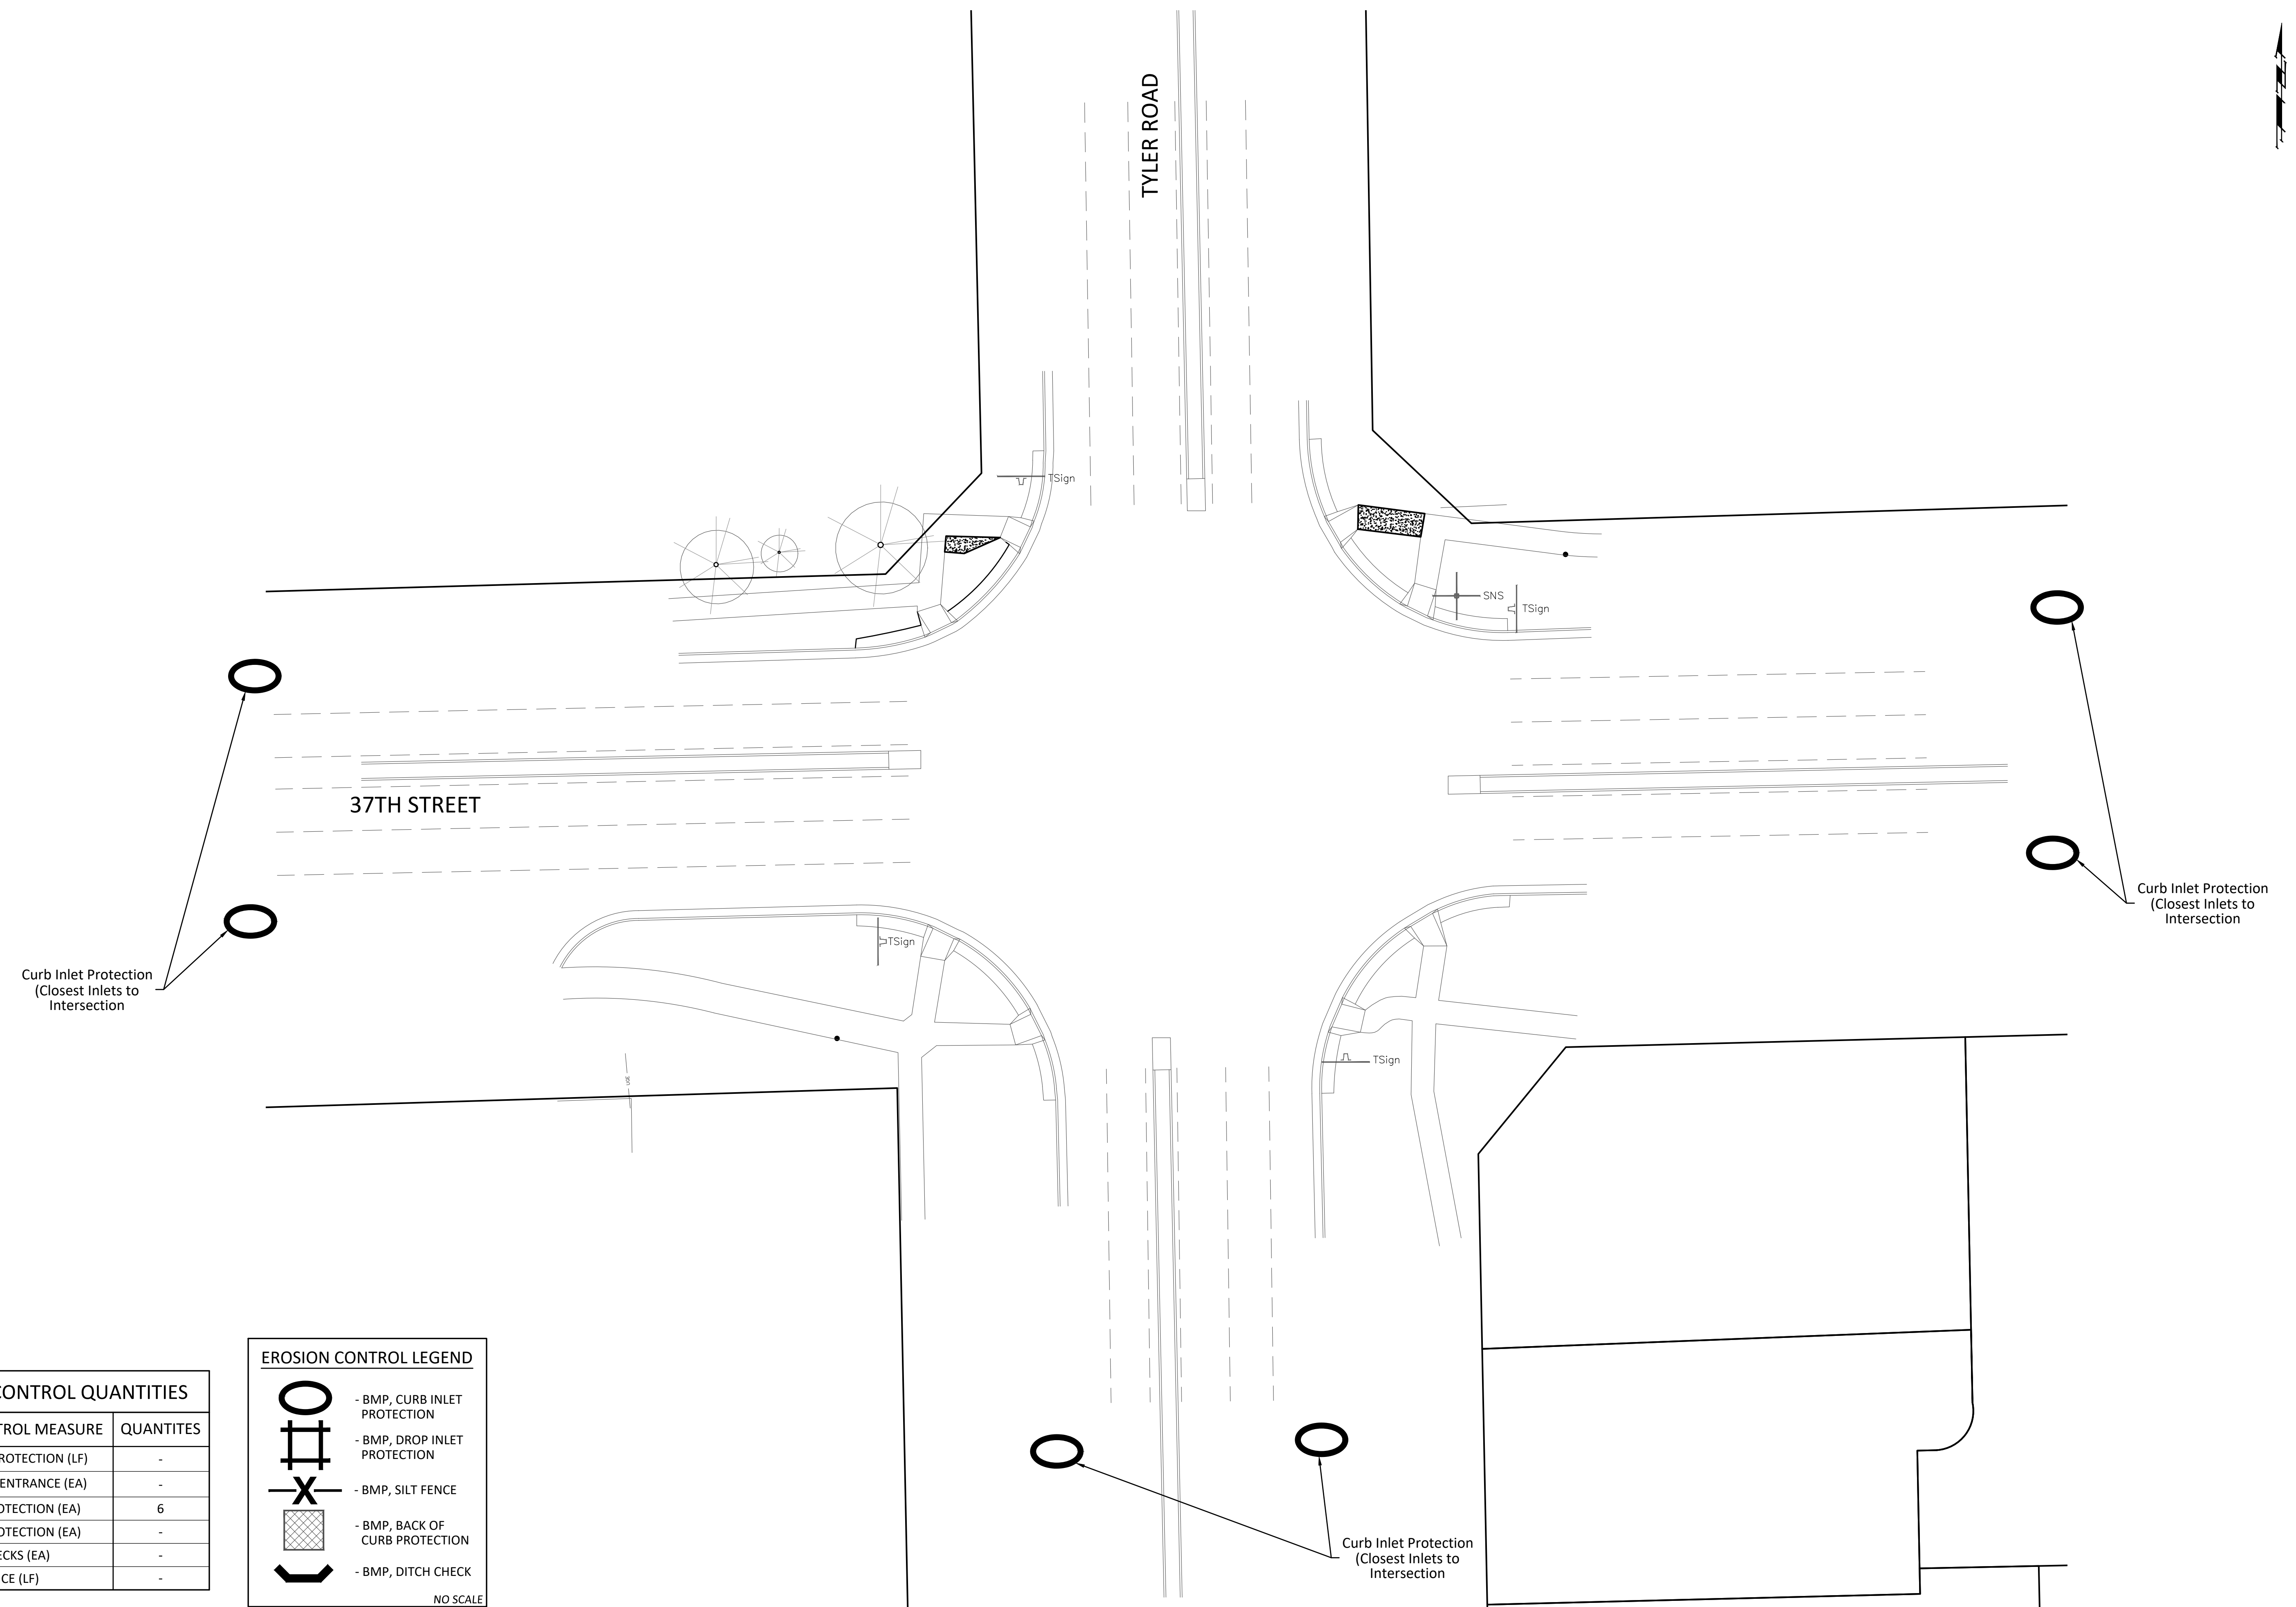 TYLER ROAD
TSign
SNS
TSign
37TH STREET
Curb Inlet Protection
(Closest Inlets to
Intersection
TSign
Curb Inlet Protection
(Closest Inlets to
Intersection
TSign
EROSION CONTROL LEGEND
- BMP, CURB INLET
PROTECTION
- BMP, DROP INLET
PROTECTION
- BMP, SILT FENCE
- BMP, BACK OF
CURB PROTECTION
- BMP, DITCH CHECK
NO SCALE
CONTROL QUANTITIES
TROL MEASURE QUANTITES
ROTECTION (LF) -
ENTRANCE (EA) -
OTECTION (EA) 6
OTECTION (EA) -
ECKS (EA) -
CE (LF) -
Curb Inlet Protection
(Closest Inlets to
Intersection